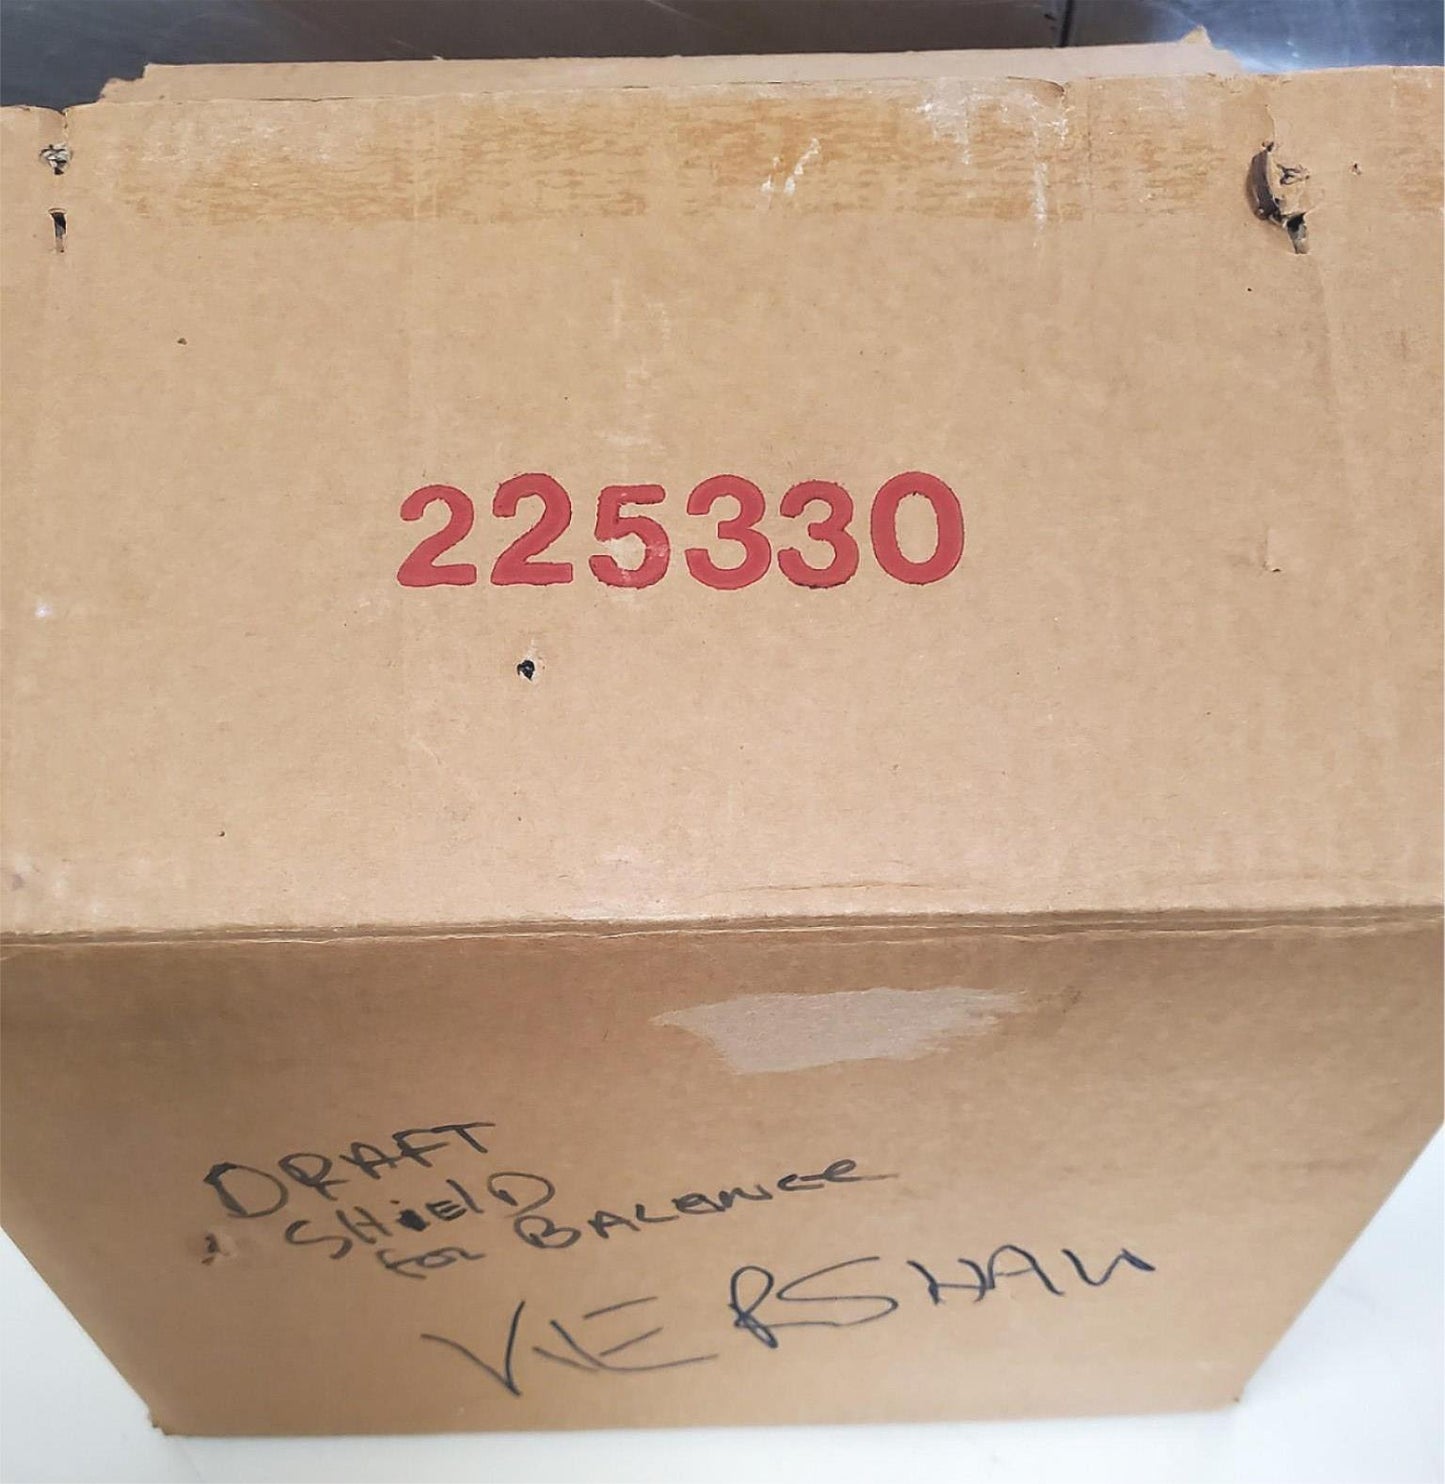 225330
DRAFT
SHiElD
for BALANCE
VERSHAW